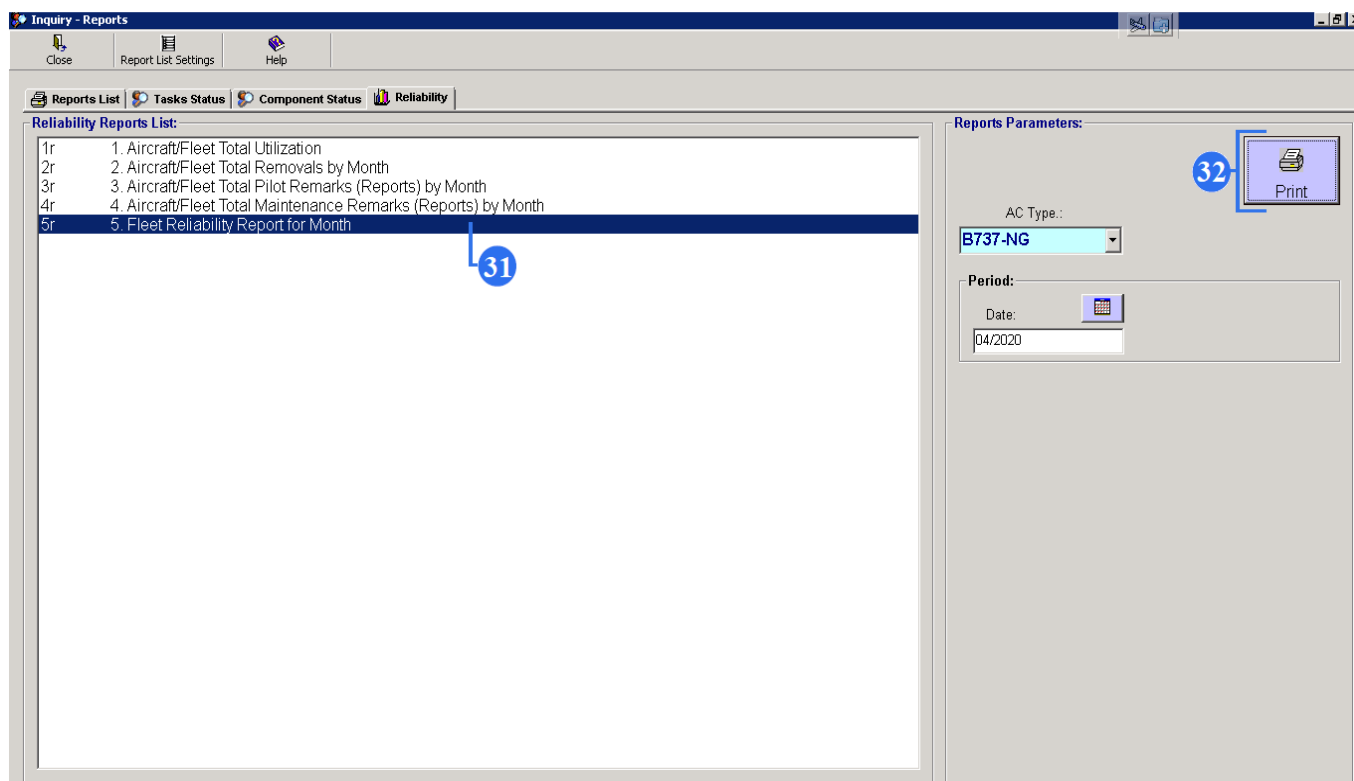 Inquiry - Reports
Close
Report List Settings
Help
Reports List
Tasks Status
Component Status
Reliability
Reliability Reports List:
1r 1. Aircraft/Fleet Total Utilization
2r 2. Aircraft/Fleet Total Removals by Month
3r 3. Aircraft/Fleet Total Pilot Remarks (Reports) by Month
4r 4. Aircraft/Fleet Total Maintenance Remarks (Reports) by Month
5r 5. Fleet Reliability Report for Month
31
Reports Parameters:
32
Print
AC Type.:
B737-NG
Period:
Date:
04/2020